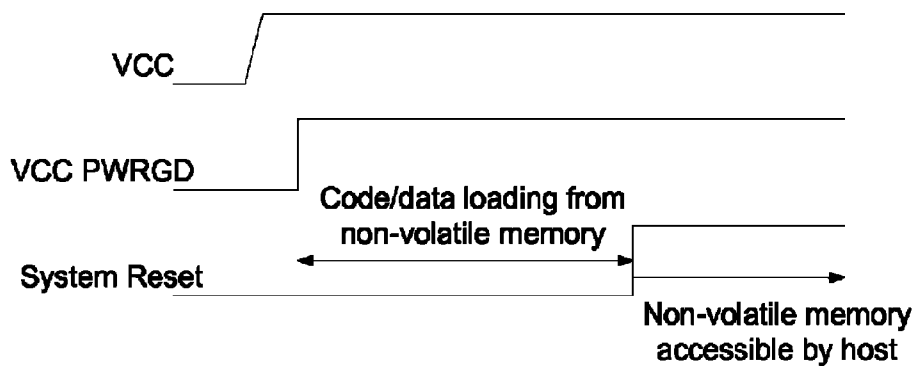 VCC
VCC PWRGD
Code/data loading from
non-volatile memory
System Reset
Non-volatile memory
accessible by host